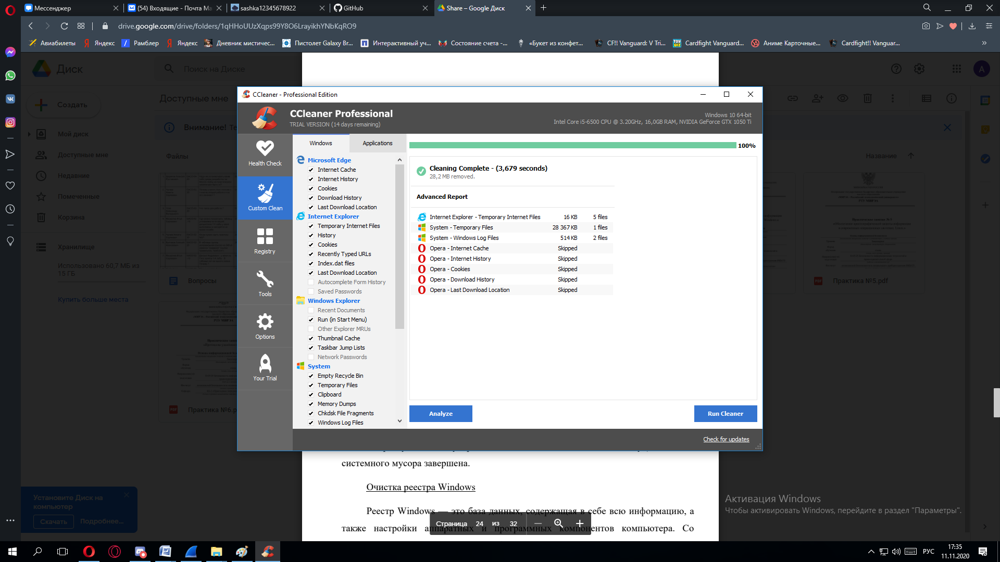 Мессенджер
(54) Входящие - Почта Ma
sashka12345678922
GitHub
Share – Google Диск
drive.google.com/drive/folders/1qHHoUUzXqps99Y8O6LrayikhYNbKqRO9
Авиабилеты
Яндекс
Рамблер
Яндекс
Дневник мистичес...
Пистолет Galaxy Br...
Интерактивный уч...
Состояние счета -...
«Букет из конфет...
CF!! Vanguard: V Tri...
Cardfight Vanguard...
Аниме Карточные...
Cardfight!! Vanguar...
Диск
Поиск на Диске
A
Создать
Доступные мне
Внимание!
Мой диск
Доступные мне
Недавние
Помеченные
Корзина
Хранилище
Использовано 60,7 МБ из
15 ГБ
Купить больше места
Файлы
Название
Вопросы
Практика №5.pdf
Практика №6.p
CCleaner - Professional Edition
CCleaner Professional
TRIAL VERSION (14 days remaining)
Windows 10 64-bit
Intel Core i5-6500 CPU @ 3.20GHz, 16,0GB RAM, NVIDIA GeForce GTX 1050 Ti
Health Check
Custom Clean
Registry
Tools
Options
Your Trial
Windows
Applications
Microsoft Edge
Internet Cache
Internet History
Cookies
Download History
Last Download Location
Internet Explorer
Temporary Internet Files
History
Cookies
Recently Typed URLs
Index.dat files
Last Download Location
Autocomplete Form History
Saved Passwords
Windows Explorer
Recent Documents
Run (in Start Menu)
Other Explorer MRUs
Thumbnail Cache
Taskbar Jump Lists
Network Passwords
System
Empty Recycle Bin
Temporary Files
Clipboard
Memory Dumps
Chkdsk File Fragments
Windows Log Files
100%
Cleaning Complete - (3,679 seconds)
28,2 MB removed.
Advanced Report
Internet Explorer - Temporary Internet Files 16 KB 5 files
System - Temporary Files 28 367 KB 1 files
System - Windows Log Files 514 KB 2 files
Opera - Internet Cache Skipped
Opera - Internet History Skipped
Opera - Cookies Skipped
Opera - Download History Skipped
Opera - Last Download Location Skipped
Analyze
Run Cleaner
Check for updates
системного мусора завершена.
Очистка реестра Windows
Реестр Windows — это база данных, содержащая в себе всю информацию, а
также настройки аппаратных и программных компонентов компьютера. Со
Страница 24 из 32
Установите Диск на
компьютер
Скачать
Подробнее...
Активация Windows
Чтобы активировать Windows, перейдите в раздел "Параметры".
РУС
17:35
11.11.2020